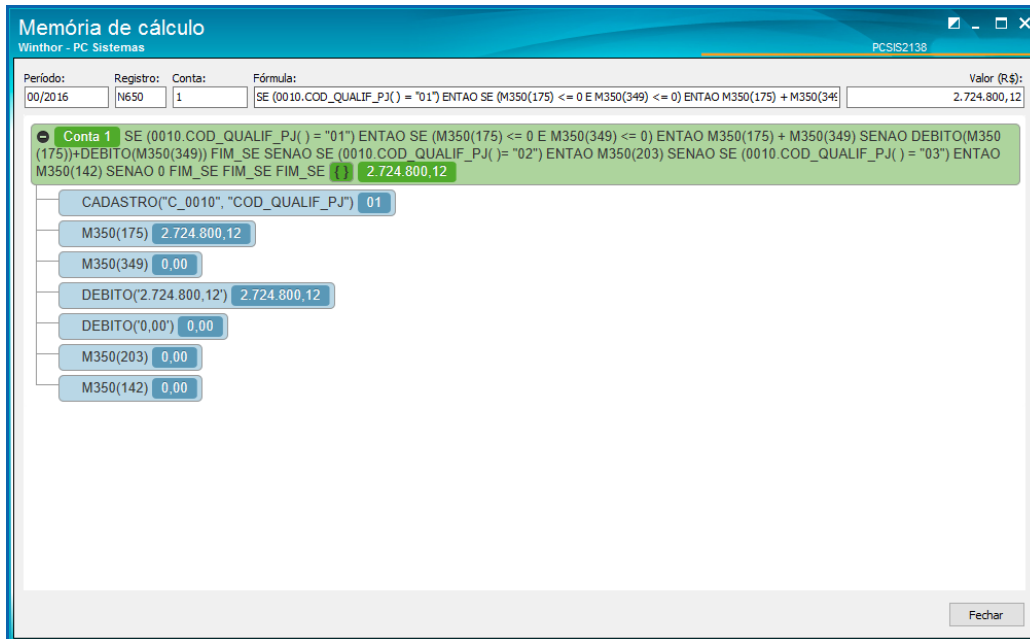 Memória de cálculo
Winthor - PC Sistemas
PCSIS2138
Período: Registro: Conta: Fórmula: Valor (R$):
00/2016 N650 1 SE (0010.COD_QUALIF_PJ( ) = "01") ENTAO SE (M350(175) <= 0 E M350(349) <= 0) ENTAO M350(175) + M350(349 2.724.800,12
Conta 1 SE (0010.COD_QUALIF_PJ( ) = "01") ENTAO SE (M350(175) <= 0 E M350(349) <= 0) ENTAO M350(175) + M350(349) SENAO DEBITO(M350
(175))+DEBITO(M350(349)) FIM_SE SENAO SE (0010.COD_QUALIF_PJ( )= "02") ENTAO M350(203) SENAO SE (0010.COD_QUALIF_PJ( ) = "03") ENTAO
M350(142) SENAO 0 FIM_SE FIM_SE FIM_SE { } 2.724.800,12
CADASTRO("C_0010", "COD_QUALIF_PJ") 01
M350(175) 2.724.800,12
M350(349) 0,00
DEBITO('2.724.800,12') 2.724.800,12
DEBITO('0,00') 0,00
M350(203) 0,00
M350(142) 0,00
Fechar